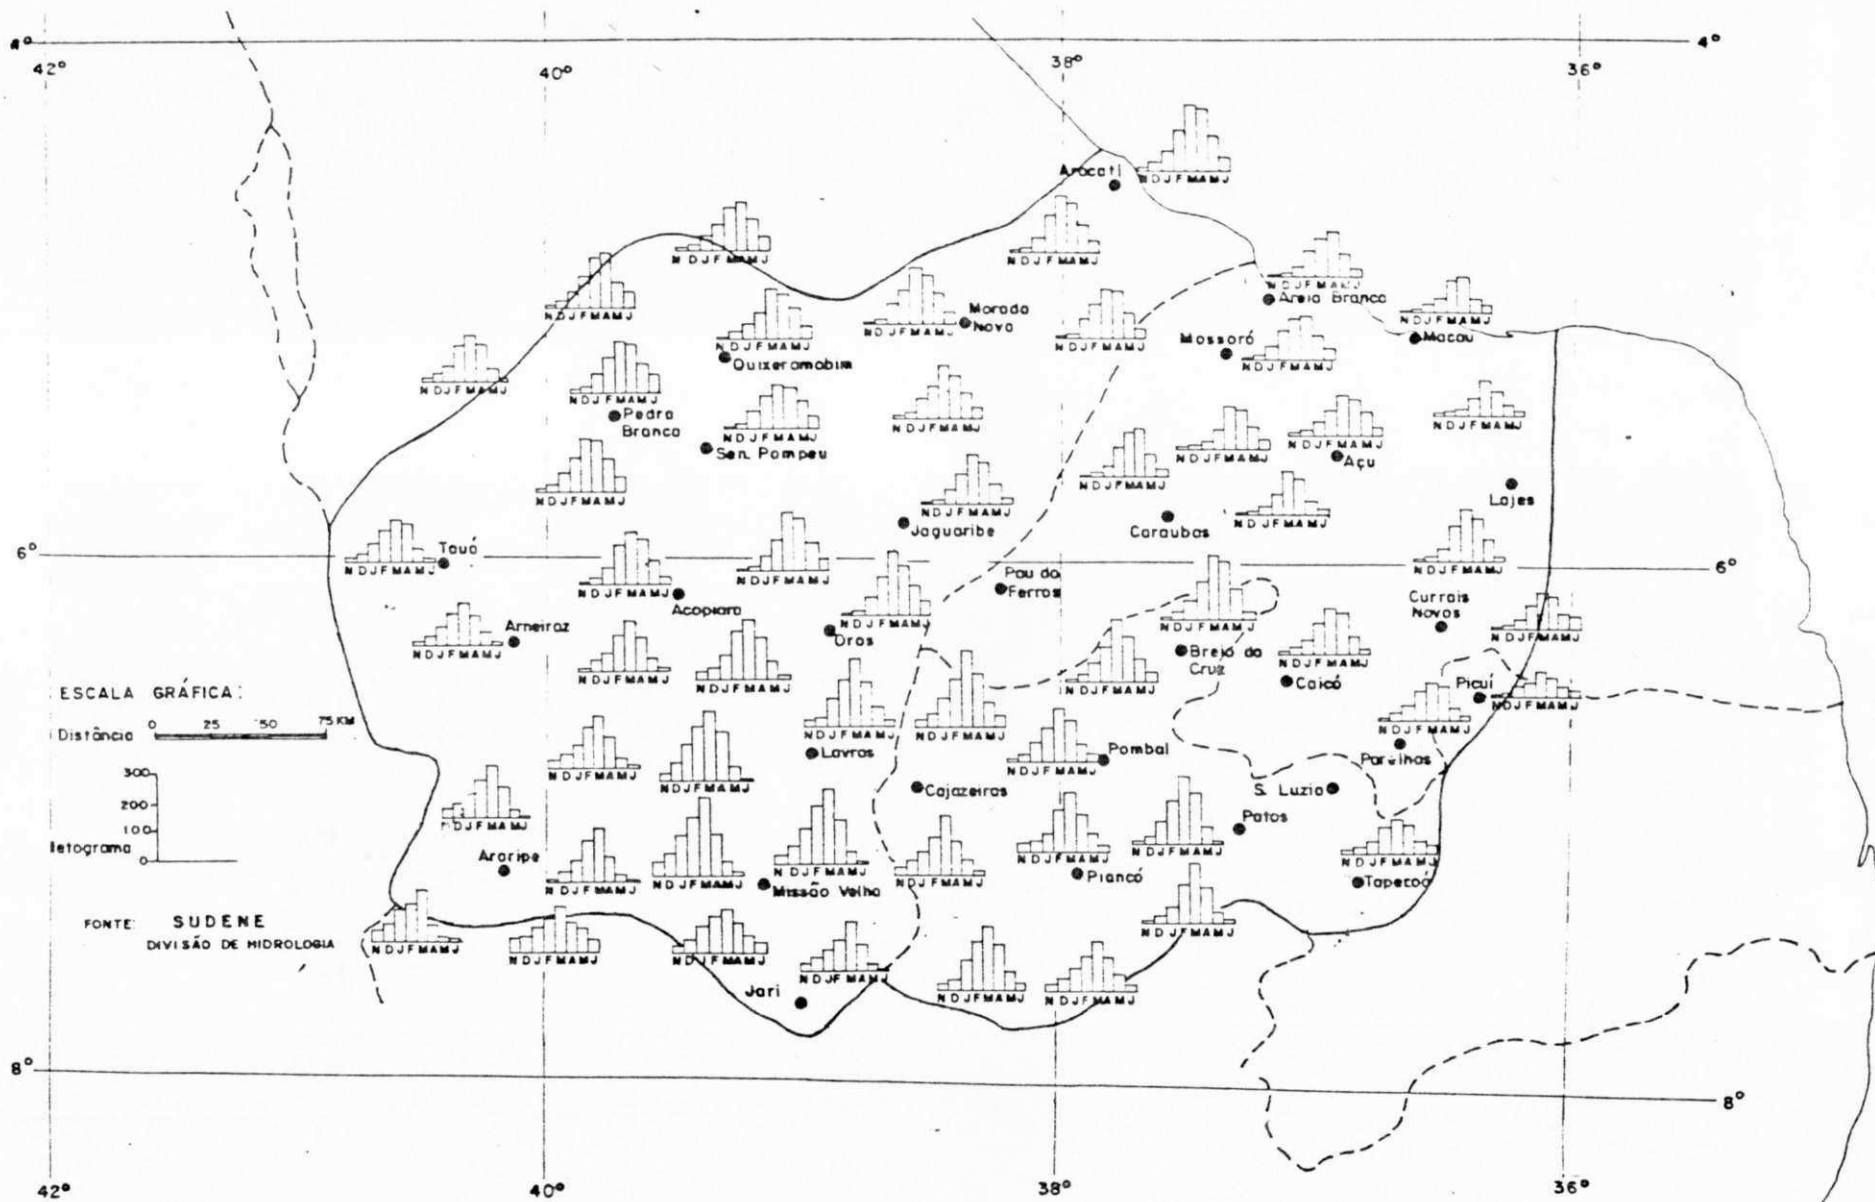 4°
4°
42°
40°
38°
36°
Aracati
N D J F M A M J
N D J F M A M J
N D J F M A M J
N D J F M A M J
N D J F M A M J
Areia Branca
N D J F M A M J
Morada
Nova
N D J F M A M J
N D J F M A M J
N D J F M A M J
Macau
Mossoró
N D J F M A M J
Quixeramobim
N D J F M A M J
N D J F M A M J
Pedra
Branca
N D J F M A M J
N D J F M A M J
N D J F M A M J
N D J F M A M J
N D J F M A M J
Sen. Pompeu
Açu
N D J F M A M J
N D J F M A M J
Lajes
N D J F M A M J
N D J F M A M J
Jaguaribe
Caraubas
N D J F M A M J
6°
Tauá
6°
N D J F M A M J
N D J F M A M J
N D J F M A M J
Pau do
Ferros
Acopiara
Currais
Novos
N D J F M A M J
N D J F M A M J
Arneiroz
N D J F M A M J
Oros
N D J F M A M J
Brejo da
Cruz
N D J F M A M J
N D J F M A M J
N D J F M A M J
N D J F M A M J
Caicó
Picuí
N D J F M A M J
ESCALA GRÁFICA:
0 25 50 75 KM
Distância
N D J F M A M J
N D J F M A M J
N D J F M A M J
Lavras
Pombal
Parelhas
N D J F M A M J
N D J F M A M J
N D J F M A M J
300
200
100
0
Ietograma
Cajazeiras
S. Luzia
N D J F M A M J
Patos
N D J F M A M J
N D J F M A M J
Araripe
N D J F M A M J
N D J F M A M J
N D J F M A M J
N D J F M A M J
Missão Velha
Piancó
Taperoá
N D J F M A M J
FONTE: SUDENE
DIVISÃO DE HIDROLOGIA
N D J F M A M J
N D J F M A M J
N D J F M A M J
N D J F M A M J
N D J F M A M J
Jari
N D J F M A M J
N D J F M A M J
8°
8°
42°
40°
38°
36°